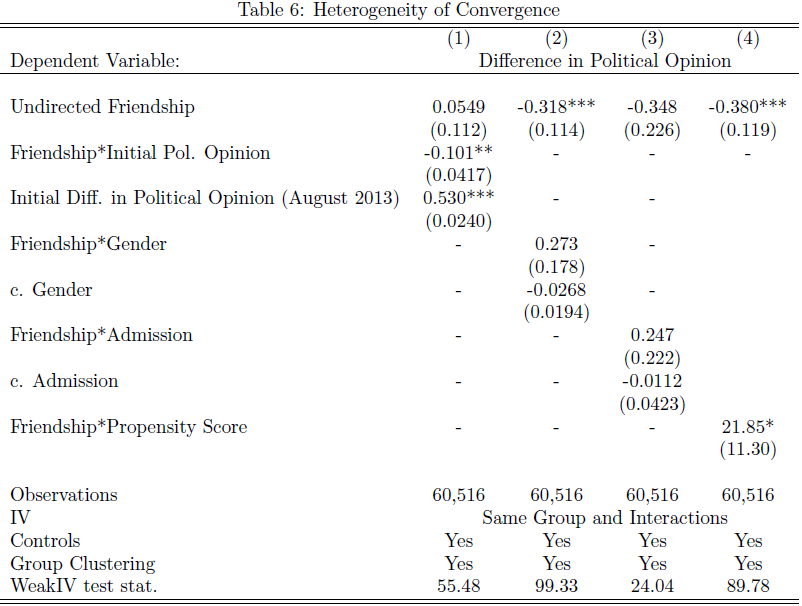 Table 6: Heterogeneity of Convergence
(1) (2) (3) (4)
Dependent Variable: Difference in Political Opinion
Undirected Friendship 0.0549 -0.318*** -0.348 -0.380***
(0.112) (0.114) (0.226) (0.119)
Friendship*Initial Pol. Opinion -0.101** - - -
(0.0417)
Initial Diff. in Political Opinion (August 2013) 0.530*** - -
(0.0240)
Friendship*Gender - 0.273 -
(0.178)
c. Gender - -0.0268 -
(0.0194)
Friendship*Admission - - 0.247
(0.222)
c. Admission - - -0.0112
(0.0423)
Friendship*Propensity Score - - - 21.85*
(11.30)
Observations 60,516 60,516 60,516 60,516
IV Same Group and Interactions
Controls Yes Yes Yes Yes
Group Clustering Yes Yes Yes Yes
WeakIV test stat. 55.48 99.33 24.04 89.78